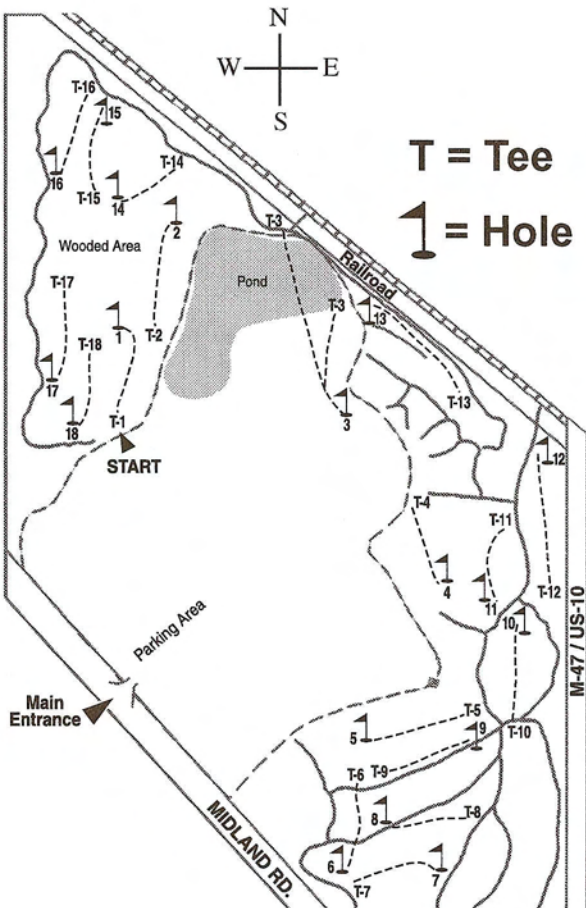 N
W
E
S
T = Tee
= Hole
T-16
15
T-14
16
T-15
14
2
T-3
Wooded Area
Railroad
Pond
T-17
T-3
13
1
T-2
T-18
17
T-13
18
T-1
3
START
12
T-4
T-11
4
11
T-12
10
M-47 / US-10
Parking Area
Main
Entrance
T-5
9
T-10
5
T-9
T-6
8
T-8
MIDLAND RD.
6
7
T-7